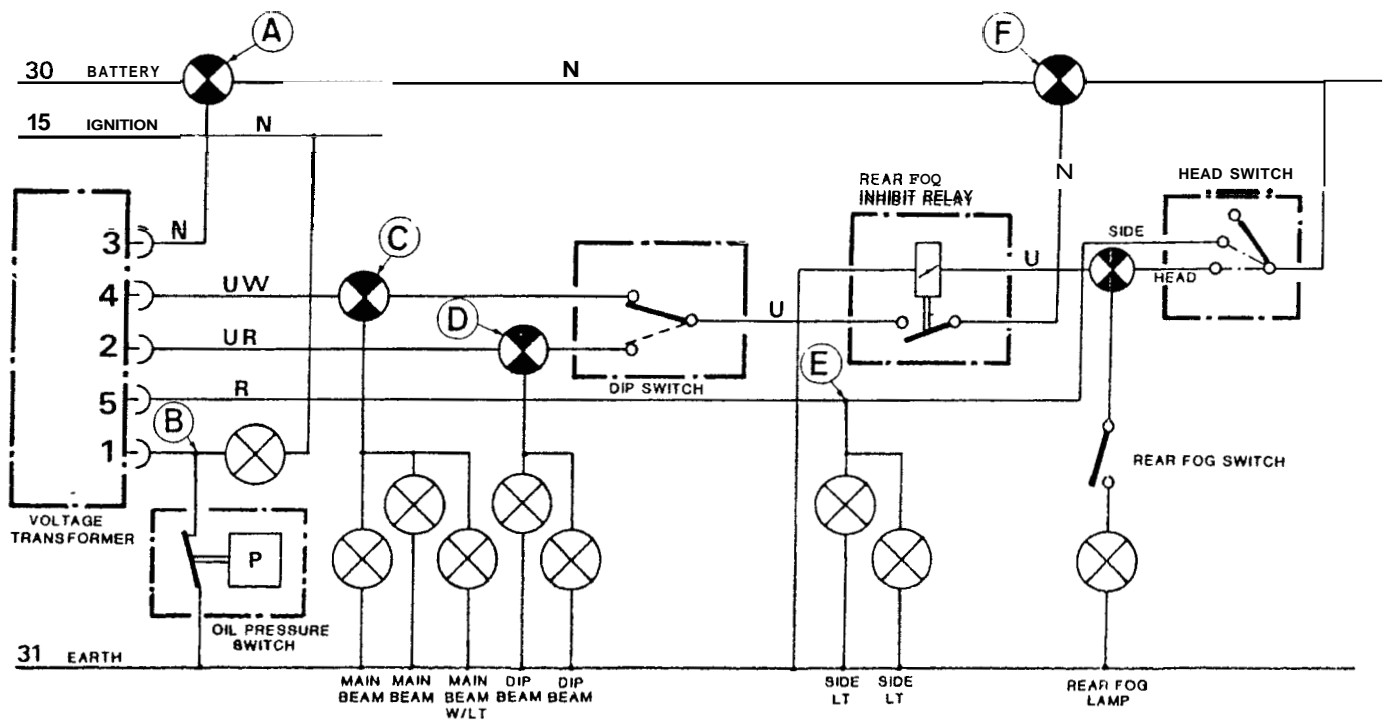 A
F
30 BATTERY
N
15 IGNITION N
REAR FOQ
INHIBIT RELAY
HEAD SWITCH
N
3 N
C
SIDE
4 UW
U
HEAD
D
U
2 UR
E
DIP SWITCH
5 R
B
1
REAR FOG SWITCH
VOLTAGE
TRANSFORMER
P
OIL PRESSURE
SWITCH
31 EARTH
MAIN
BEAM
MAIN
BEAM
MAIN
BEAM
W/LT
DIP
BEAM
DIP
BEAM
SIDE
LT
SIDE
LT
REAR FOG
LAMP